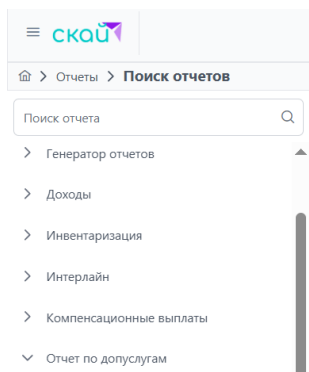 скай
Отчеты > Поиск отчетов
Поиск отчета
Генератор отчетов
Доходы
Инвентаризация
Интерлайн
Компенсационные выплаты
Отчет по допуслугам